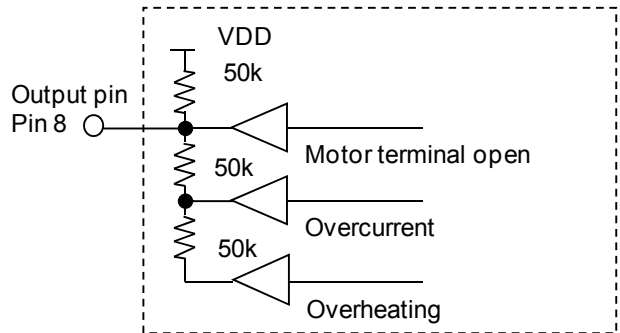 VDD
50k
Output pin
Pin 8
Motor terminal open
50k
Overcurrent
50k
Overheating